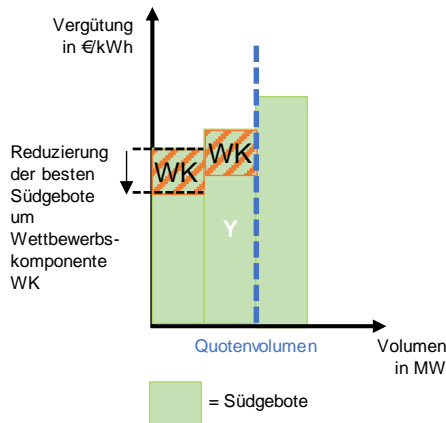 Vergütung
in €/kWh
Reduzierung
der besten
Südgebote
um
Wettbewerbs-
komponente
WK
WK
WK
Y
Quotenvolumen
Volumen
in MW
= Südgebote